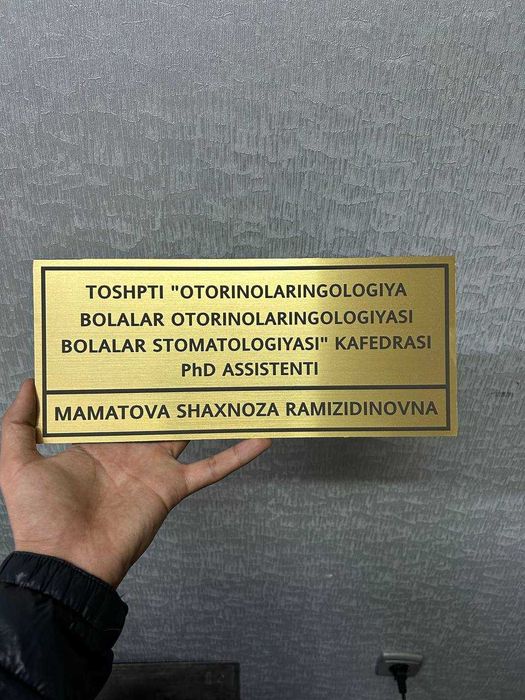 TOSHPTI "OTORINOLARINGOLOGIYA
BOLALAR OTORINOLARINGOLOGIYASI
BOLALAR STOMATOLOGIYASI" KAFEDRASI
PhD ASSISTENTI
MAMATOVA SHAXNOZA RAMIZIDINOVNA